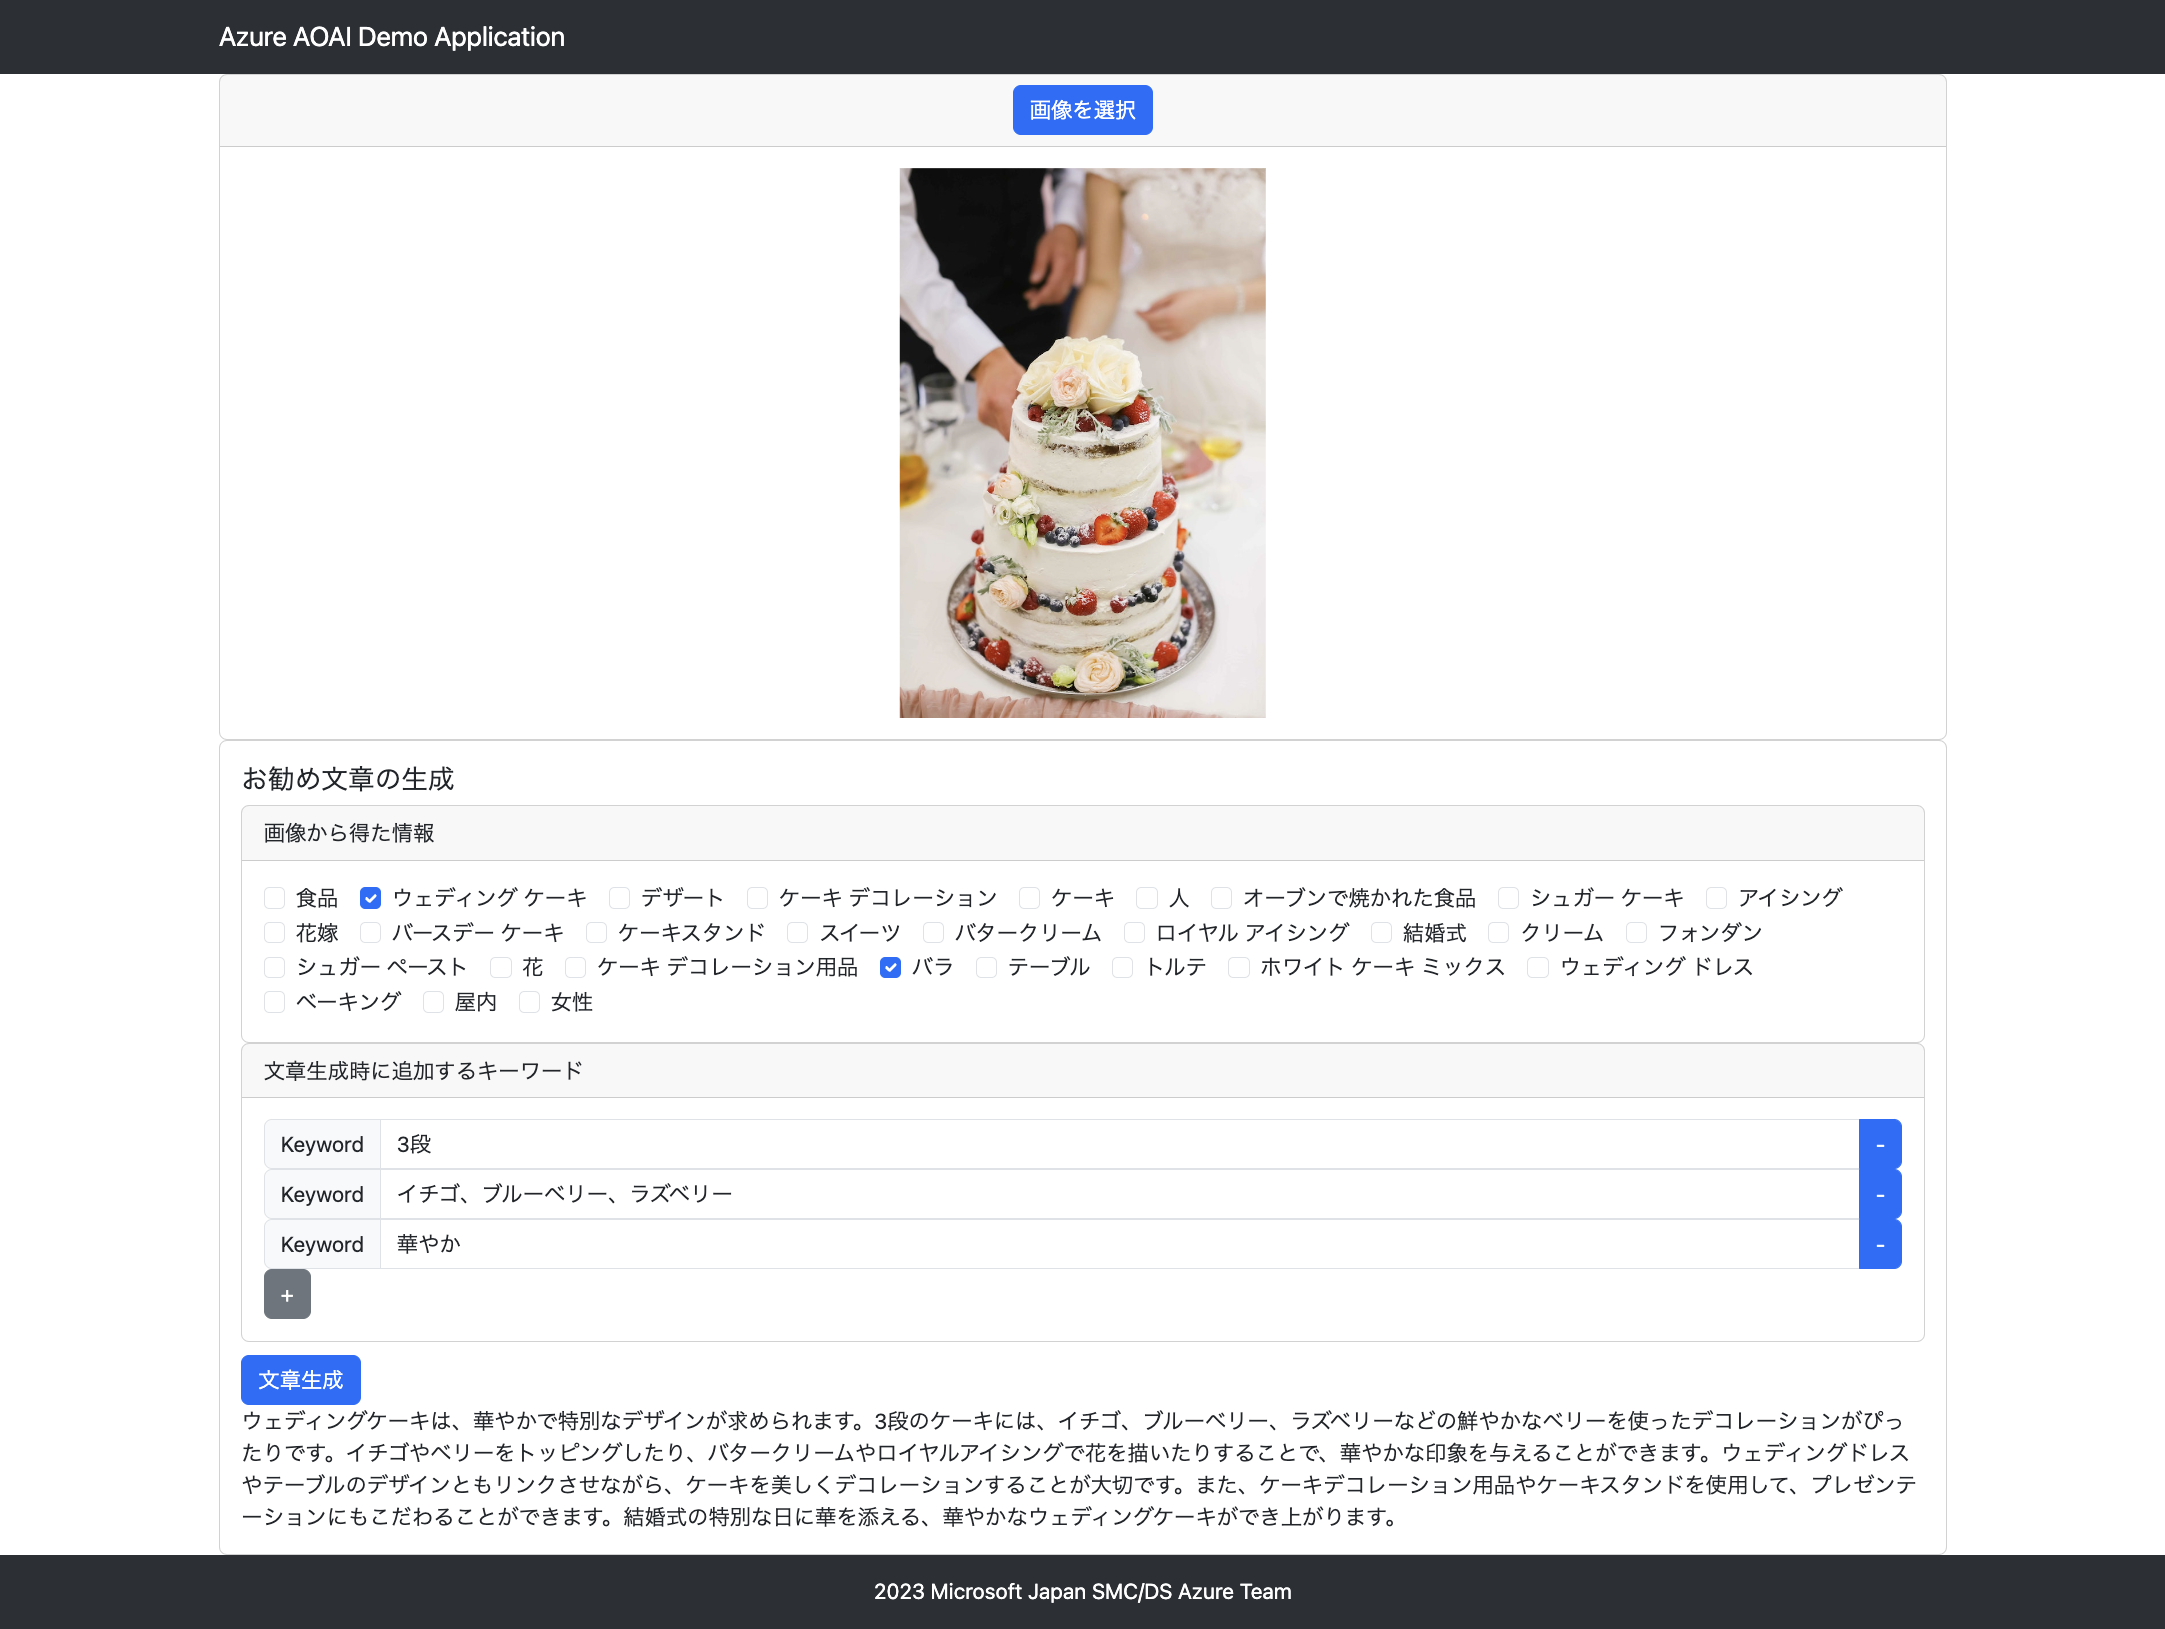 Azure AOAI Demo Application
画像を選択
お勧め文章の生成
画像から得た情報
食品 ウェディング ケーキ デザート ケーキ デコレーション ケーキ 人 オーブンで焼かれた食品 シュガー ケーキ アイシング
花嫁 バースデー ケーキ ケーキスタンド スイーツ バタークリーム ロイヤル アイシング 結婚式 クリーム フォンダン
シュガー ペースト 花 ケーキ デコレーション用品 バラ テーブル トルテ ホワイト ケーキ ミックス ウェディング ドレス
ベーキング 屋内 女性
文章生成時に追加するキーワード
Keyword 3段 -
Keyword イチゴ、ブルーベリー、ラズベリー -
Keyword 華やか -
+
文章生成
ウェディングケーキは、華やかで特別なデザインが求められます。3段のケーキには、イチゴ、ブルーベリー、ラズベリーなどの鮮やかなベリーを使ったデコレーションがぴっ
たりです。イチゴやベリーをトッピングしたり、バタークリームやロイヤルアイシングで花を描いたりすることで、華やかな印象を与えることができます。ウェディングドレス
やテーブルのデザインともリンクさせながら、ケーキを美しくデコレーションすることが大切です。また、ケーキデコレーション用品やケーキスタンドを使用して、プレゼンテ
ーションにもこだわることができます。結婚式の特別な日に華を添える、華やかなウェディングケーキができ上がります。
2023 Microsoft Japan SMC/DS Azure Team